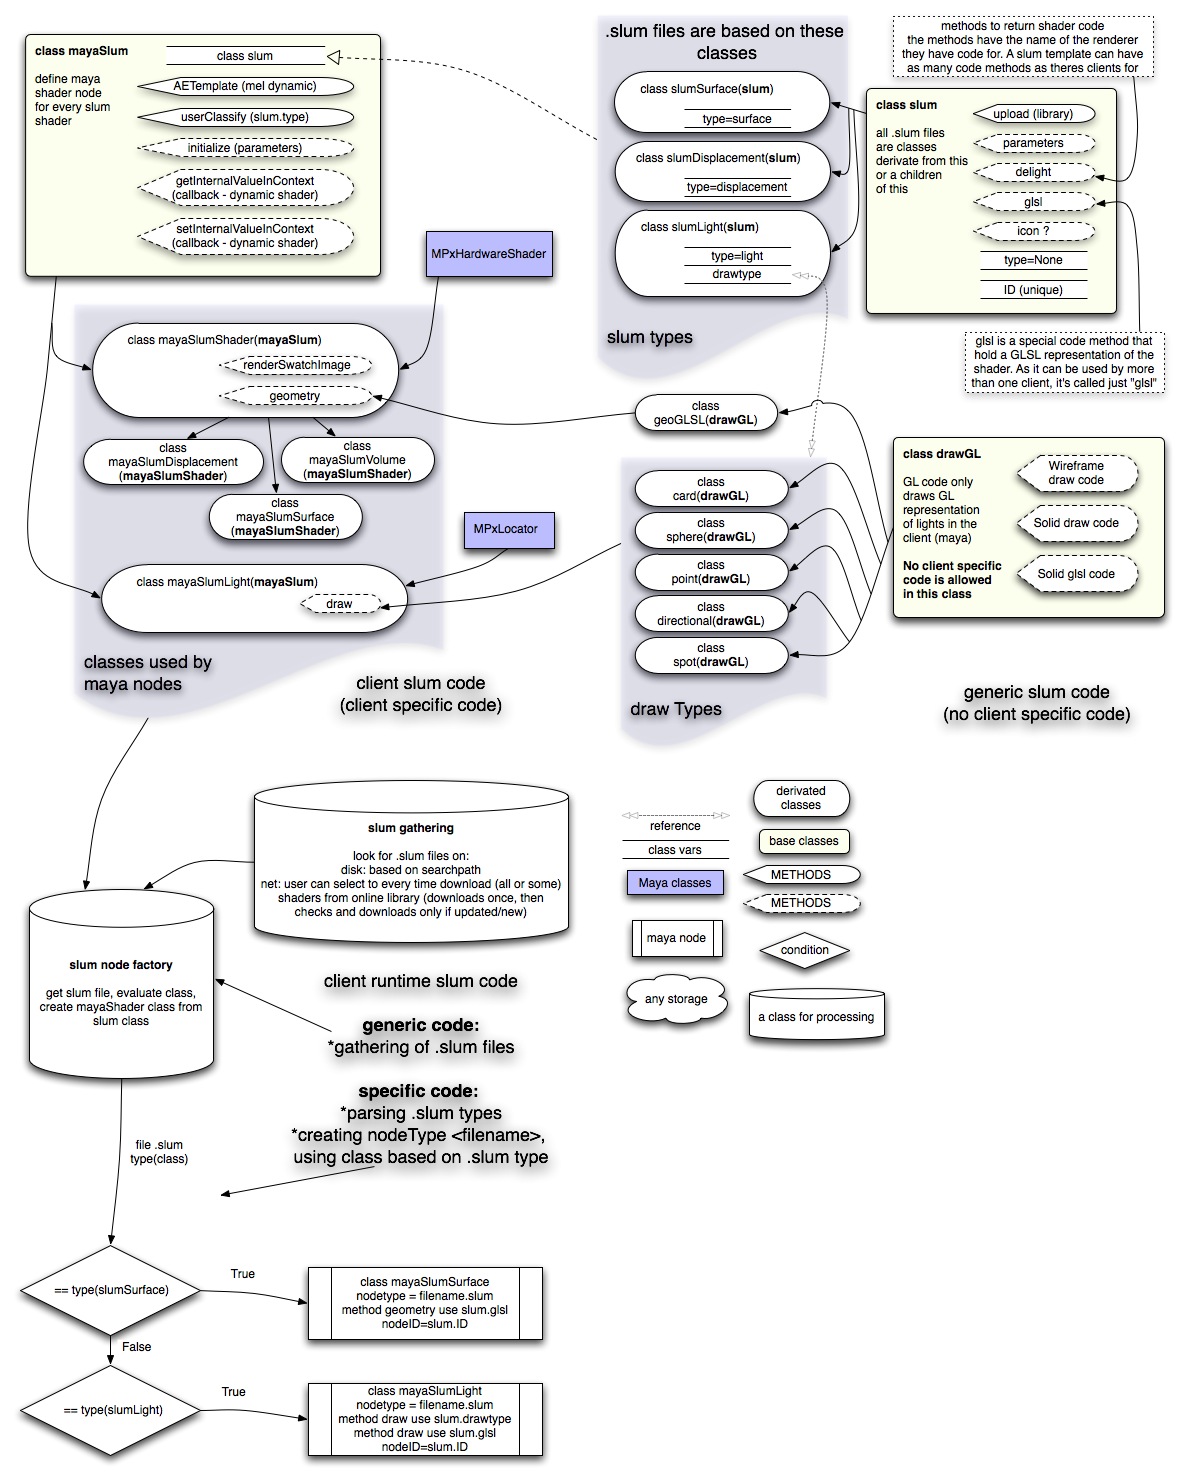 class mayaSlum
define maya
shader node
for every slum
shader
class slum
AETemplate (mel dynamic)
userClassify (slum.type)
initialize (parameters)
getInternalValueInContext
(callback - dynamic shader)
setInternalValueInContext
(callback - dynamic shader)
.slum files are based on these
classes
class slumSurface(slum)
type=surface
class slumDisplacement(slum)
type=displacement
class slumLight(slum)
type=light
drawtype
slum types
methods to return shader code
the methods have the name of the renderer
they have code for. A slum template can have
as many code methods as theres clients for
class slum
all .slum files
are classes
derivate from this
or a children
of this
upload (library)
parameters
delight
glsl
icon ?
type=None
ID (unique)
glsl is a special code method that
hold a GLSL representation of the
shader. As it can be used by more
than one client, it's called just "glsl"
MPxHardwareShader
class mayaSlumShader(mayaSlum)
renderSwatchImage
geometry
class
mayaSlumDisplacement
(mayaSlumShader)
class
mayaSlumVolume
(mayaSlumShader)
class
mayaSlumSurface
(mayaSlumShader)
MPxLocator
class mayaSlumLight(mayaSlum)
draw
classes used by
maya nodes
client slum code
(client specific code)
class
geoGLSL(drawGL)
class
card(drawGL)
class
sphere(drawGL)
class
point(drawGL)
class
directional(drawGL)
class
spot(drawGL)
draw Types
class drawGL
GL code only
draws GL
representation
of lights in the
client (maya)
No client specific
code is allowed
in this class
Wireframe
draw code
Solid draw code
Solid glsl code
generic slum code
(no client specific code)
slum gathering
look for .slum files on:
disk: based on searchpath
net: user can select to every time download (all or some)
shaders from online library (downloads once, then
checks and downloads only if updated/new)
slum node factory
get slum file, evaluate class,
create mayaShader class from
slum class
client runtime slum code
generic code:
*gathering of .slum files
specific code:
*parsing .slum types
*creating nodeType <filename>,
using class based on .slum type
reference
class vars
Maya classes
maya node
any storage
derivated
classes
base classes
METHODS
METHODS
condition
a class for processing
file .slum
type(class)
== type(slumSurface)
True
class mayaSlumSurface
nodetype = filename.slum
method geometry use slum.glsl
nodeID=slum.ID
False
== type(slumLight)
True
class mayaSlumLight
nodetype = filename.slum
method draw use slum.drawtype
method draw use slum.glsl
nodeID=slum.ID